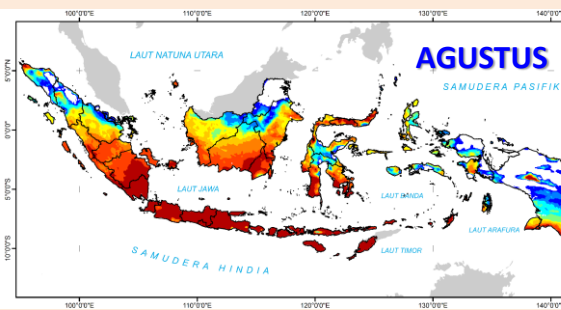 100°0'0"E 110°0'0"E 120°0'0"E 130°0'0"E 140°0'0"
AGUSTUS
LAUT NATUNA UTARA
SAMUDERA PASIFIK
5°0'0"N
0°0'0"
5°0'0"S
10°0'0"S
LAUT JAWA
LAUT BANDA
LAUT ARAFURA
LAUT TIMOR
SAMUDERA HINDIA
100°0'0"E 110°0'0"E 120°0'0"E 130°0'0"E 140°0'0"